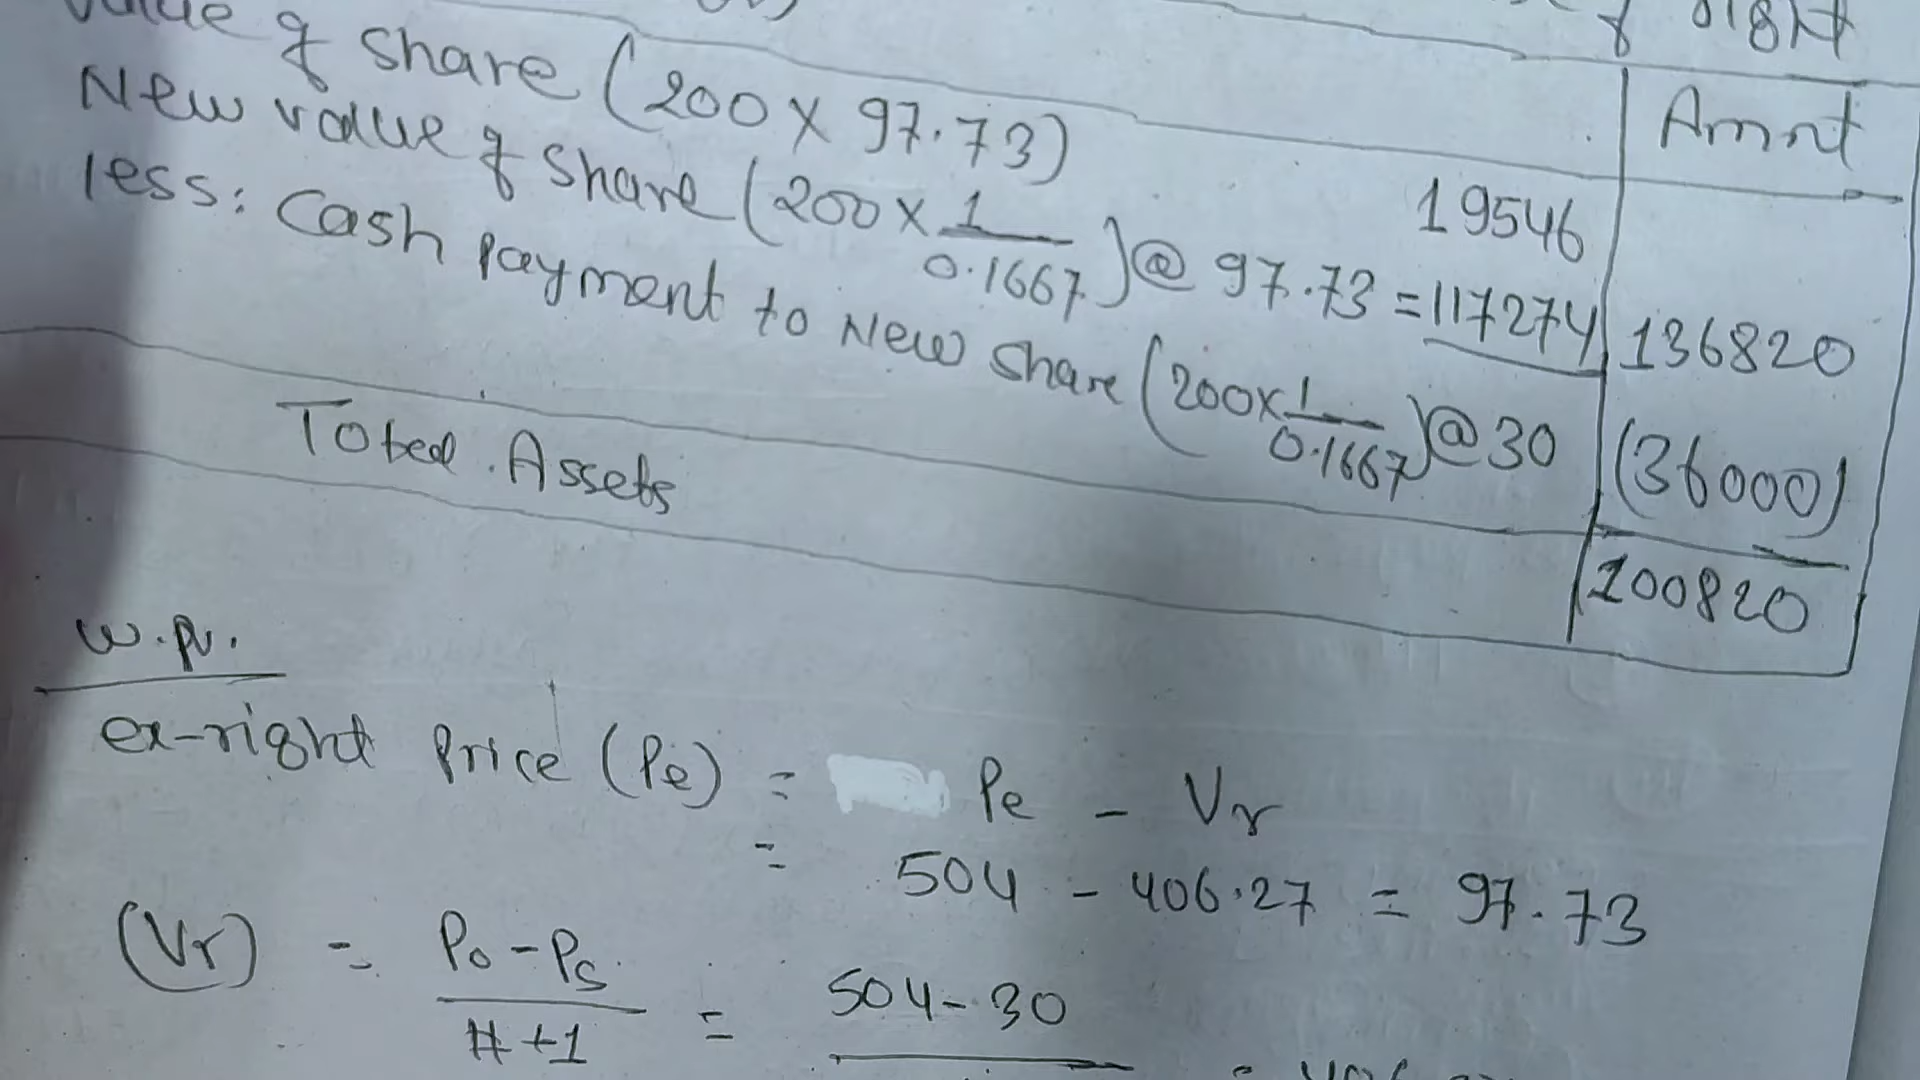 right
Amnt
Value of share (200 x 97.73) 19546
New value of share (200 x 1/0.1667) @ 97.73 = 117274 136820
less: Cash payment to New share (200x 1/0.1667) @ 30 (36000)
Total Assets 100820
W.N.
ex-right Price (Pe) = Pe - Vr
= 504 - 406.27 = 97.73
(Vr) = Po - Ps / # + 1 = 504 - 30